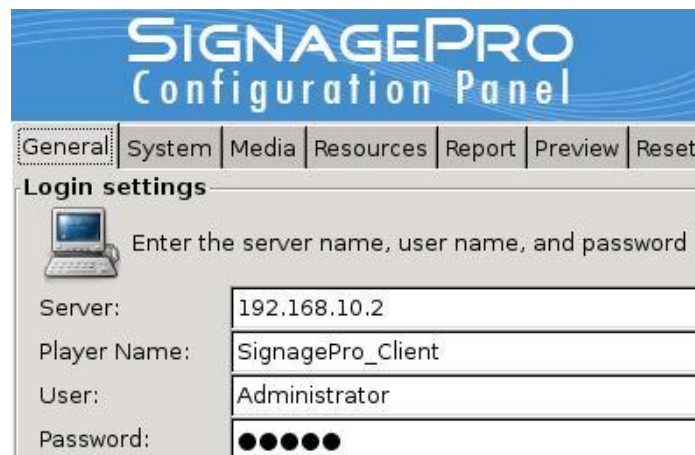 SIGNAGEPRO
Configuration Panel
General System Media Resources Report Preview Reset
Login settings
Enter the server name, user name, and password
Server: 192.168.10.2
Player Name: SignagePro_Client
User: Administrator
Password: ●●●●●